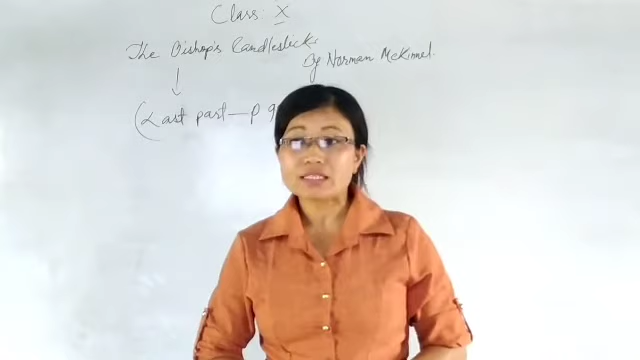 Class: X
The Bishop's Candlesticks
By Norman McKinnel.
(Last part — P 9